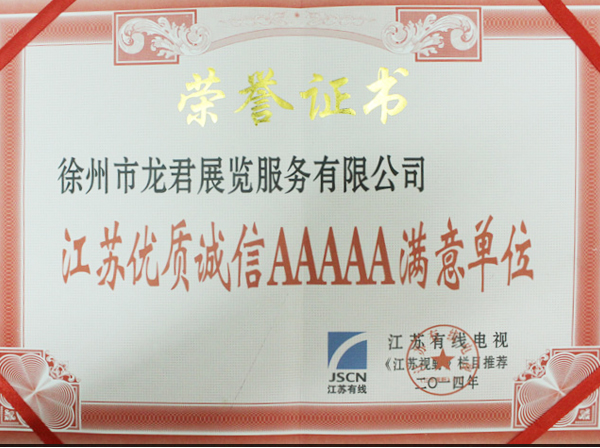 荣誉证书
徐州市龙君展览服务有限公司
江苏优质诚信AAAAA满意单位
JSCN
江苏有线
江苏有线电视
《江苏视 栏目推荐
二〇一四年